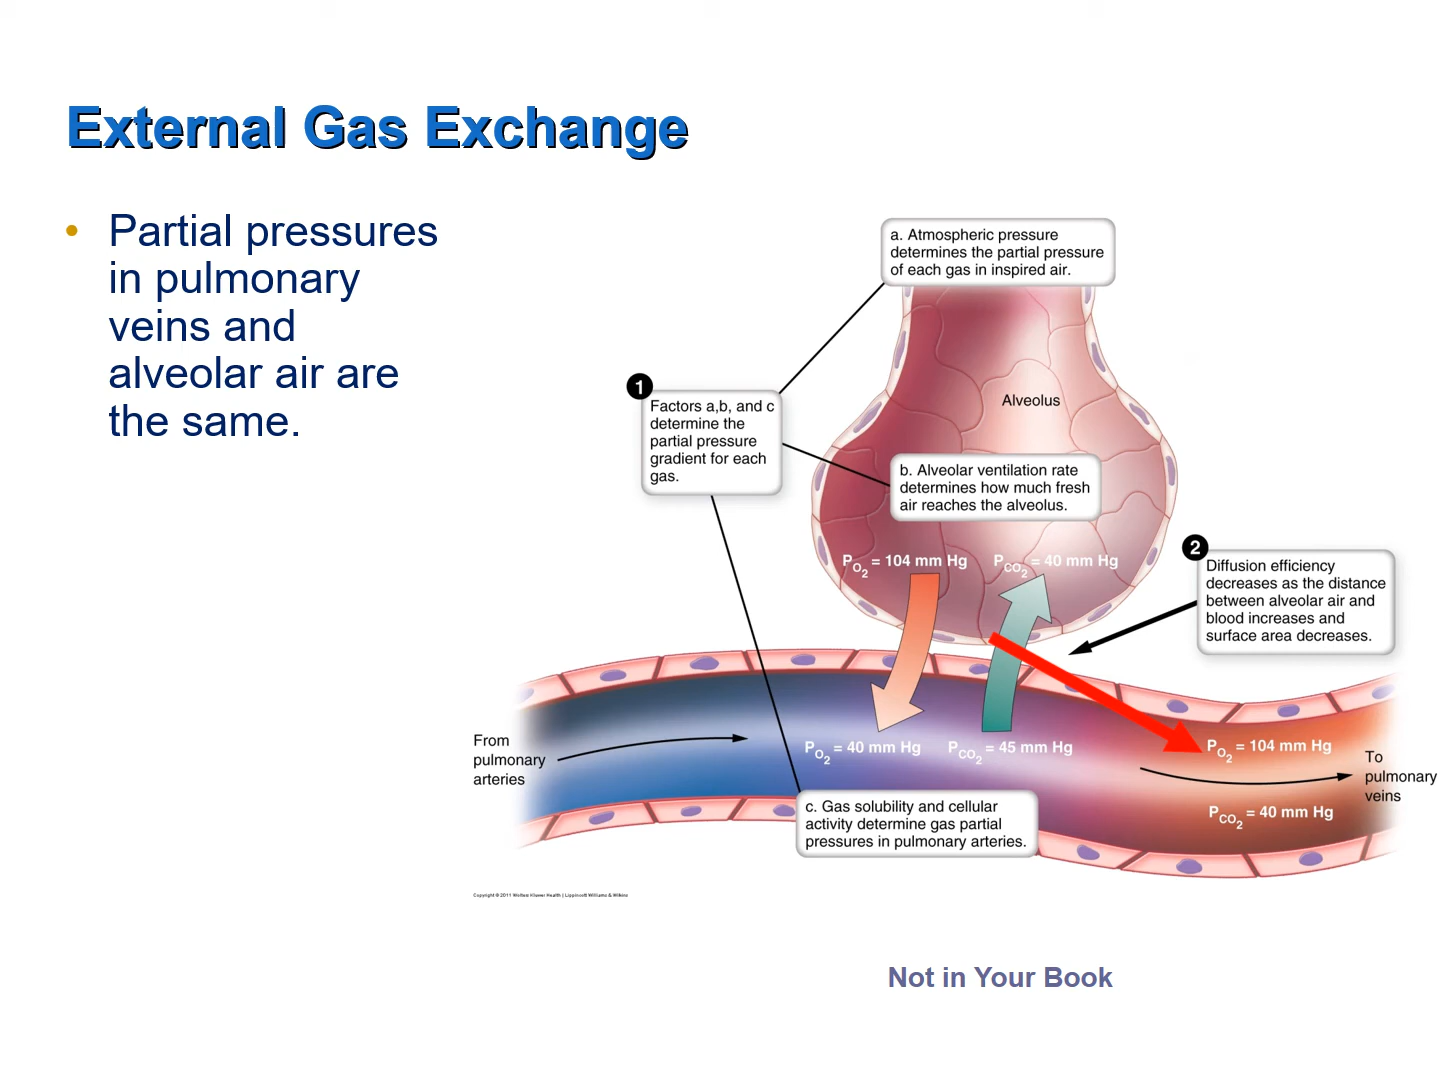 External Gas Exchange
• Partial pressures
in pulmonary
veins and
alveolar air are
the same.
a. Atmospheric pressure
determines the partial pressure
of each gas in inspired air.
1
Factors a,b, and c
determine the
partial pressure
gradient for each
gas.
Alveolus
b. Alveolar ventilation rate
determines how much fresh
air reaches the alveolus.
PO2 = 104 mm Hg
PCO2 = 40 mm Hg
2
Diffusion efficiency
decreases as the distance
between alveolar air and
blood increases and
surface area decreases.
From
pulmonary
arteries
PO2 = 40 mm Hg
PCO2 = 45 mm Hg
PO2 = 104 mm Hg
PCO2 = 40 mm Hg
To
pulmonary
veins
c. Gas solubility and cellular
activity determine gas partial
pressures in pulmonary arteries.
Copyright © 2011 Wolters Kluwer Health | Lippincott Williams & Wilkins
Not in Your Book